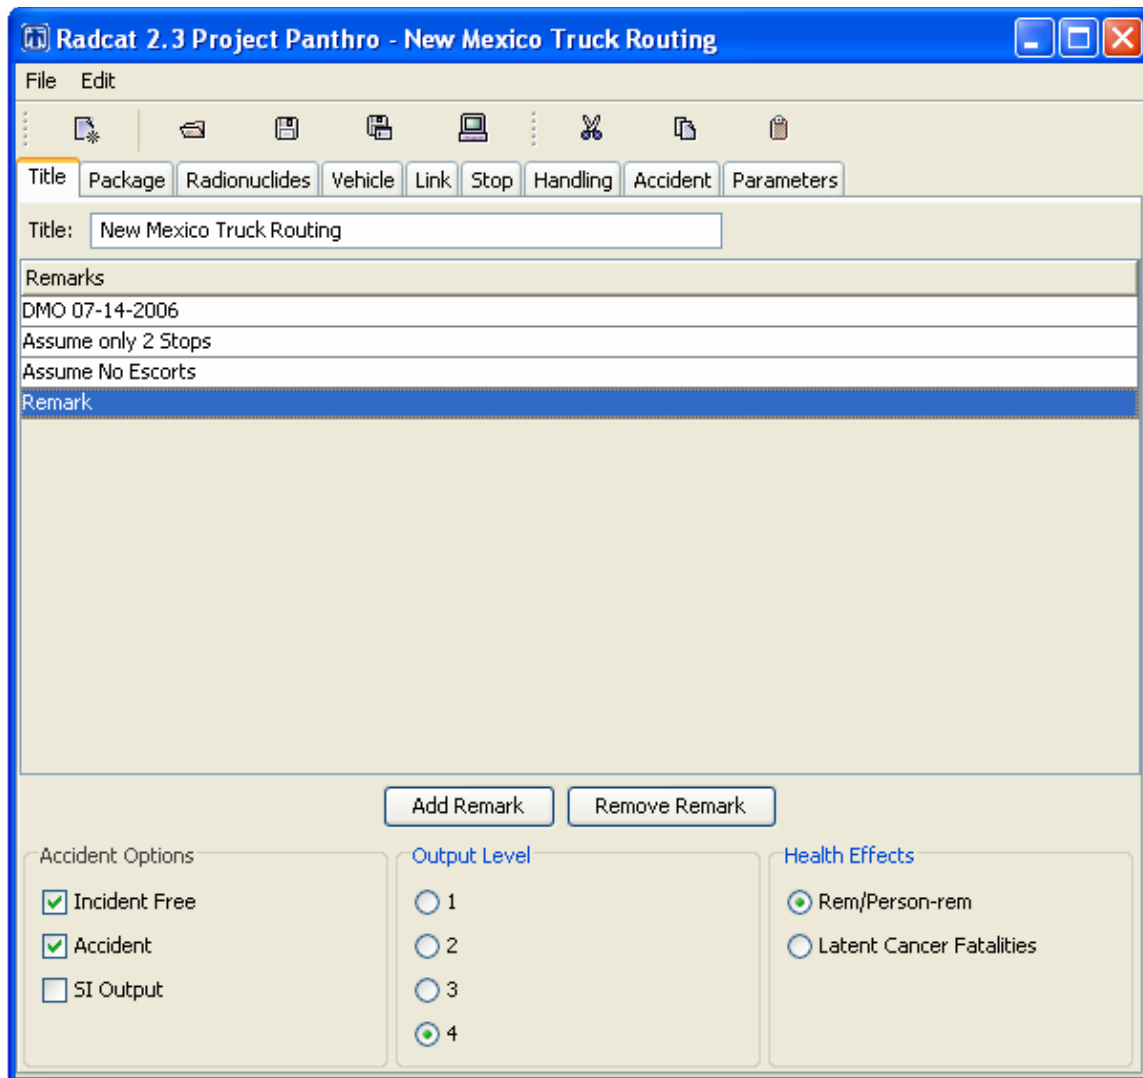 Radcat 2.3 Project Panthro - New Mexico Truck Routing
File Edit
Title Package Radionuclides Vehicle Link Stop Handling Accident Parameters
Title: New Mexico Truck Routing
Remarks
DMO 07-14-2006
Assume only 2 Stops
Assume No Escorts
Remark
Add Remark Remove Remark
Accident Options Output Level Health Effects
Incident Free 1 Rem/Person-rem
Accident 2 Latent Cancer Fatalities
SI Output 3
4